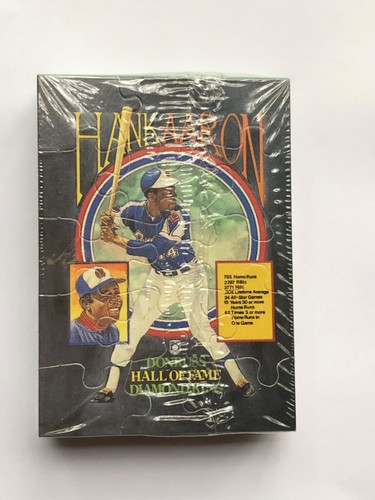 HANK AARON
44
755 Home Runs
2297 RBIs
3771 Hits
.305 Lifetime Average
24 All-Star Games
15 Years 30 or more
Home Runs
62 Times 2 or more
Home Runs in
One Game
DONRUSS
HALL OF FAME
DIAMOND KING